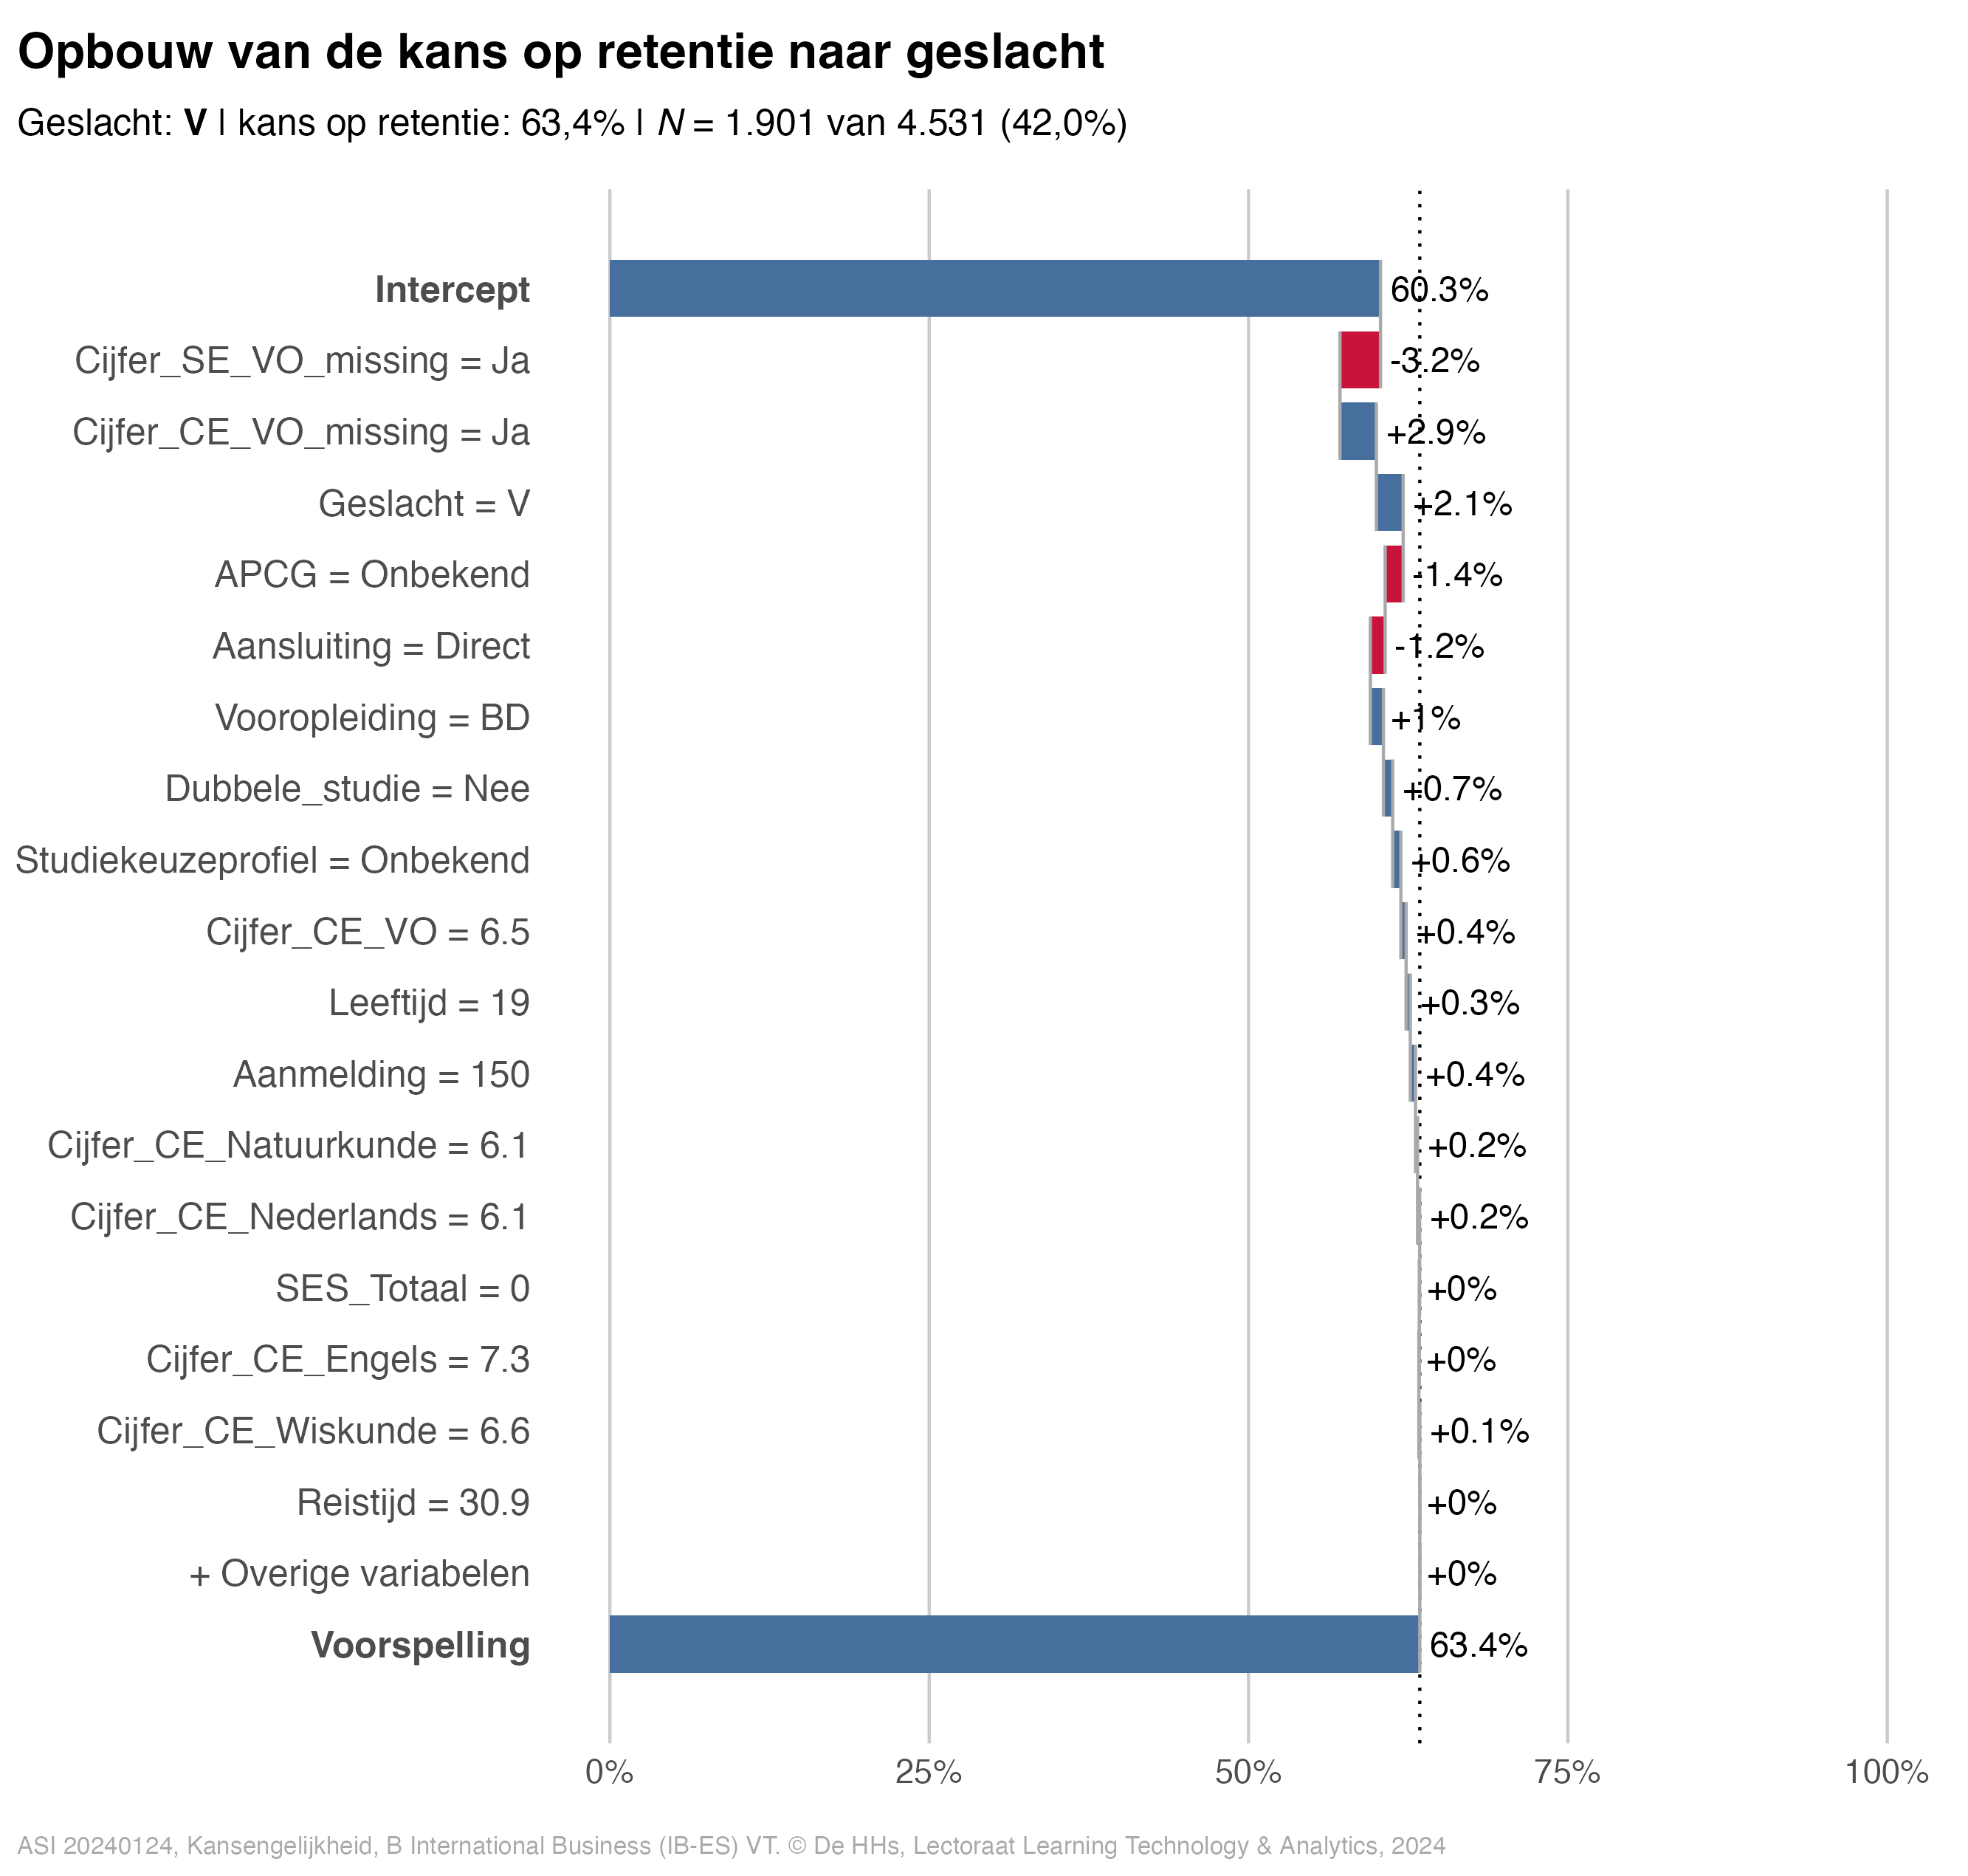 Opbouw van de kans op retentie naar geslacht
Geslacht: V | kans op retentie: 63,4% | N = 1.901 van 4.531 (42,0%)
Intercept 60.3%
Cijfer_SE_VO_missing = Ja -3.2%
Cijfer_CE_VO_missing = Ja +2.9%
Geslacht = V +2.1%
APCG = Onbekend -1.4%
Aansluiting = Direct -1.2%
Vooropleiding = BD +1%
Dubbele_studie = Nee +0.7%
Studiekeuzeprofiel = Onbekend +0.6%
Cijfer_CE_VO = 6.5 +0.4%
Leeftijd = 19 +0.3%
Aanmelding = 150 +0.4%
Cijfer_CE_Natuurkunde = 6.1 +0.2%
Cijfer_CE_Nederlands = 6.1 +0.2%
SES_Totaal = 0 +0%
Cijfer_CE_Engels = 7.3 +0%
Cijfer_CE_Wiskunde = 6.6 +0.1%
Reistijd = 30.9 +0%
+ Overige variabelen +0%
Voorspelling 63.4%
0% 25% 50% 75% 100%
ASI 20240124, Kansengelijkheid, B International Business (IB-ES) VT. © De HHs, Lectoraat Learning Technology & Analytics, 2024